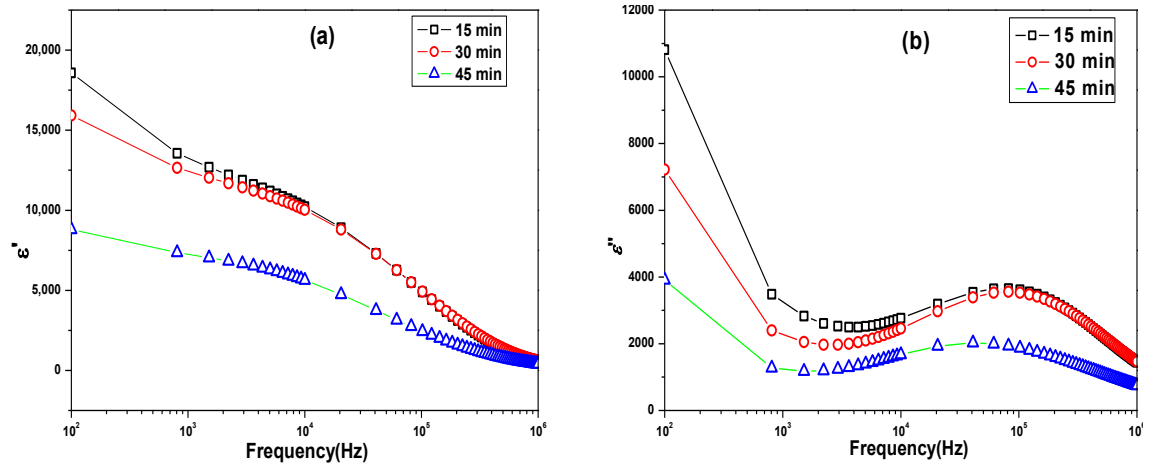 (a)
15 min
30 min
45 min
20,000
15,000
10,000
5,000
0
ε'
10² 10³ 10⁴ 10⁵ 10⁶
Frequency(Hz)
(b)
15 min
30 min
45 min
12000
10000
8000
6000
4000
2000
0
ε''
10² 10³ 10⁴ 10⁵ 10⁶
Frequency(Hz)